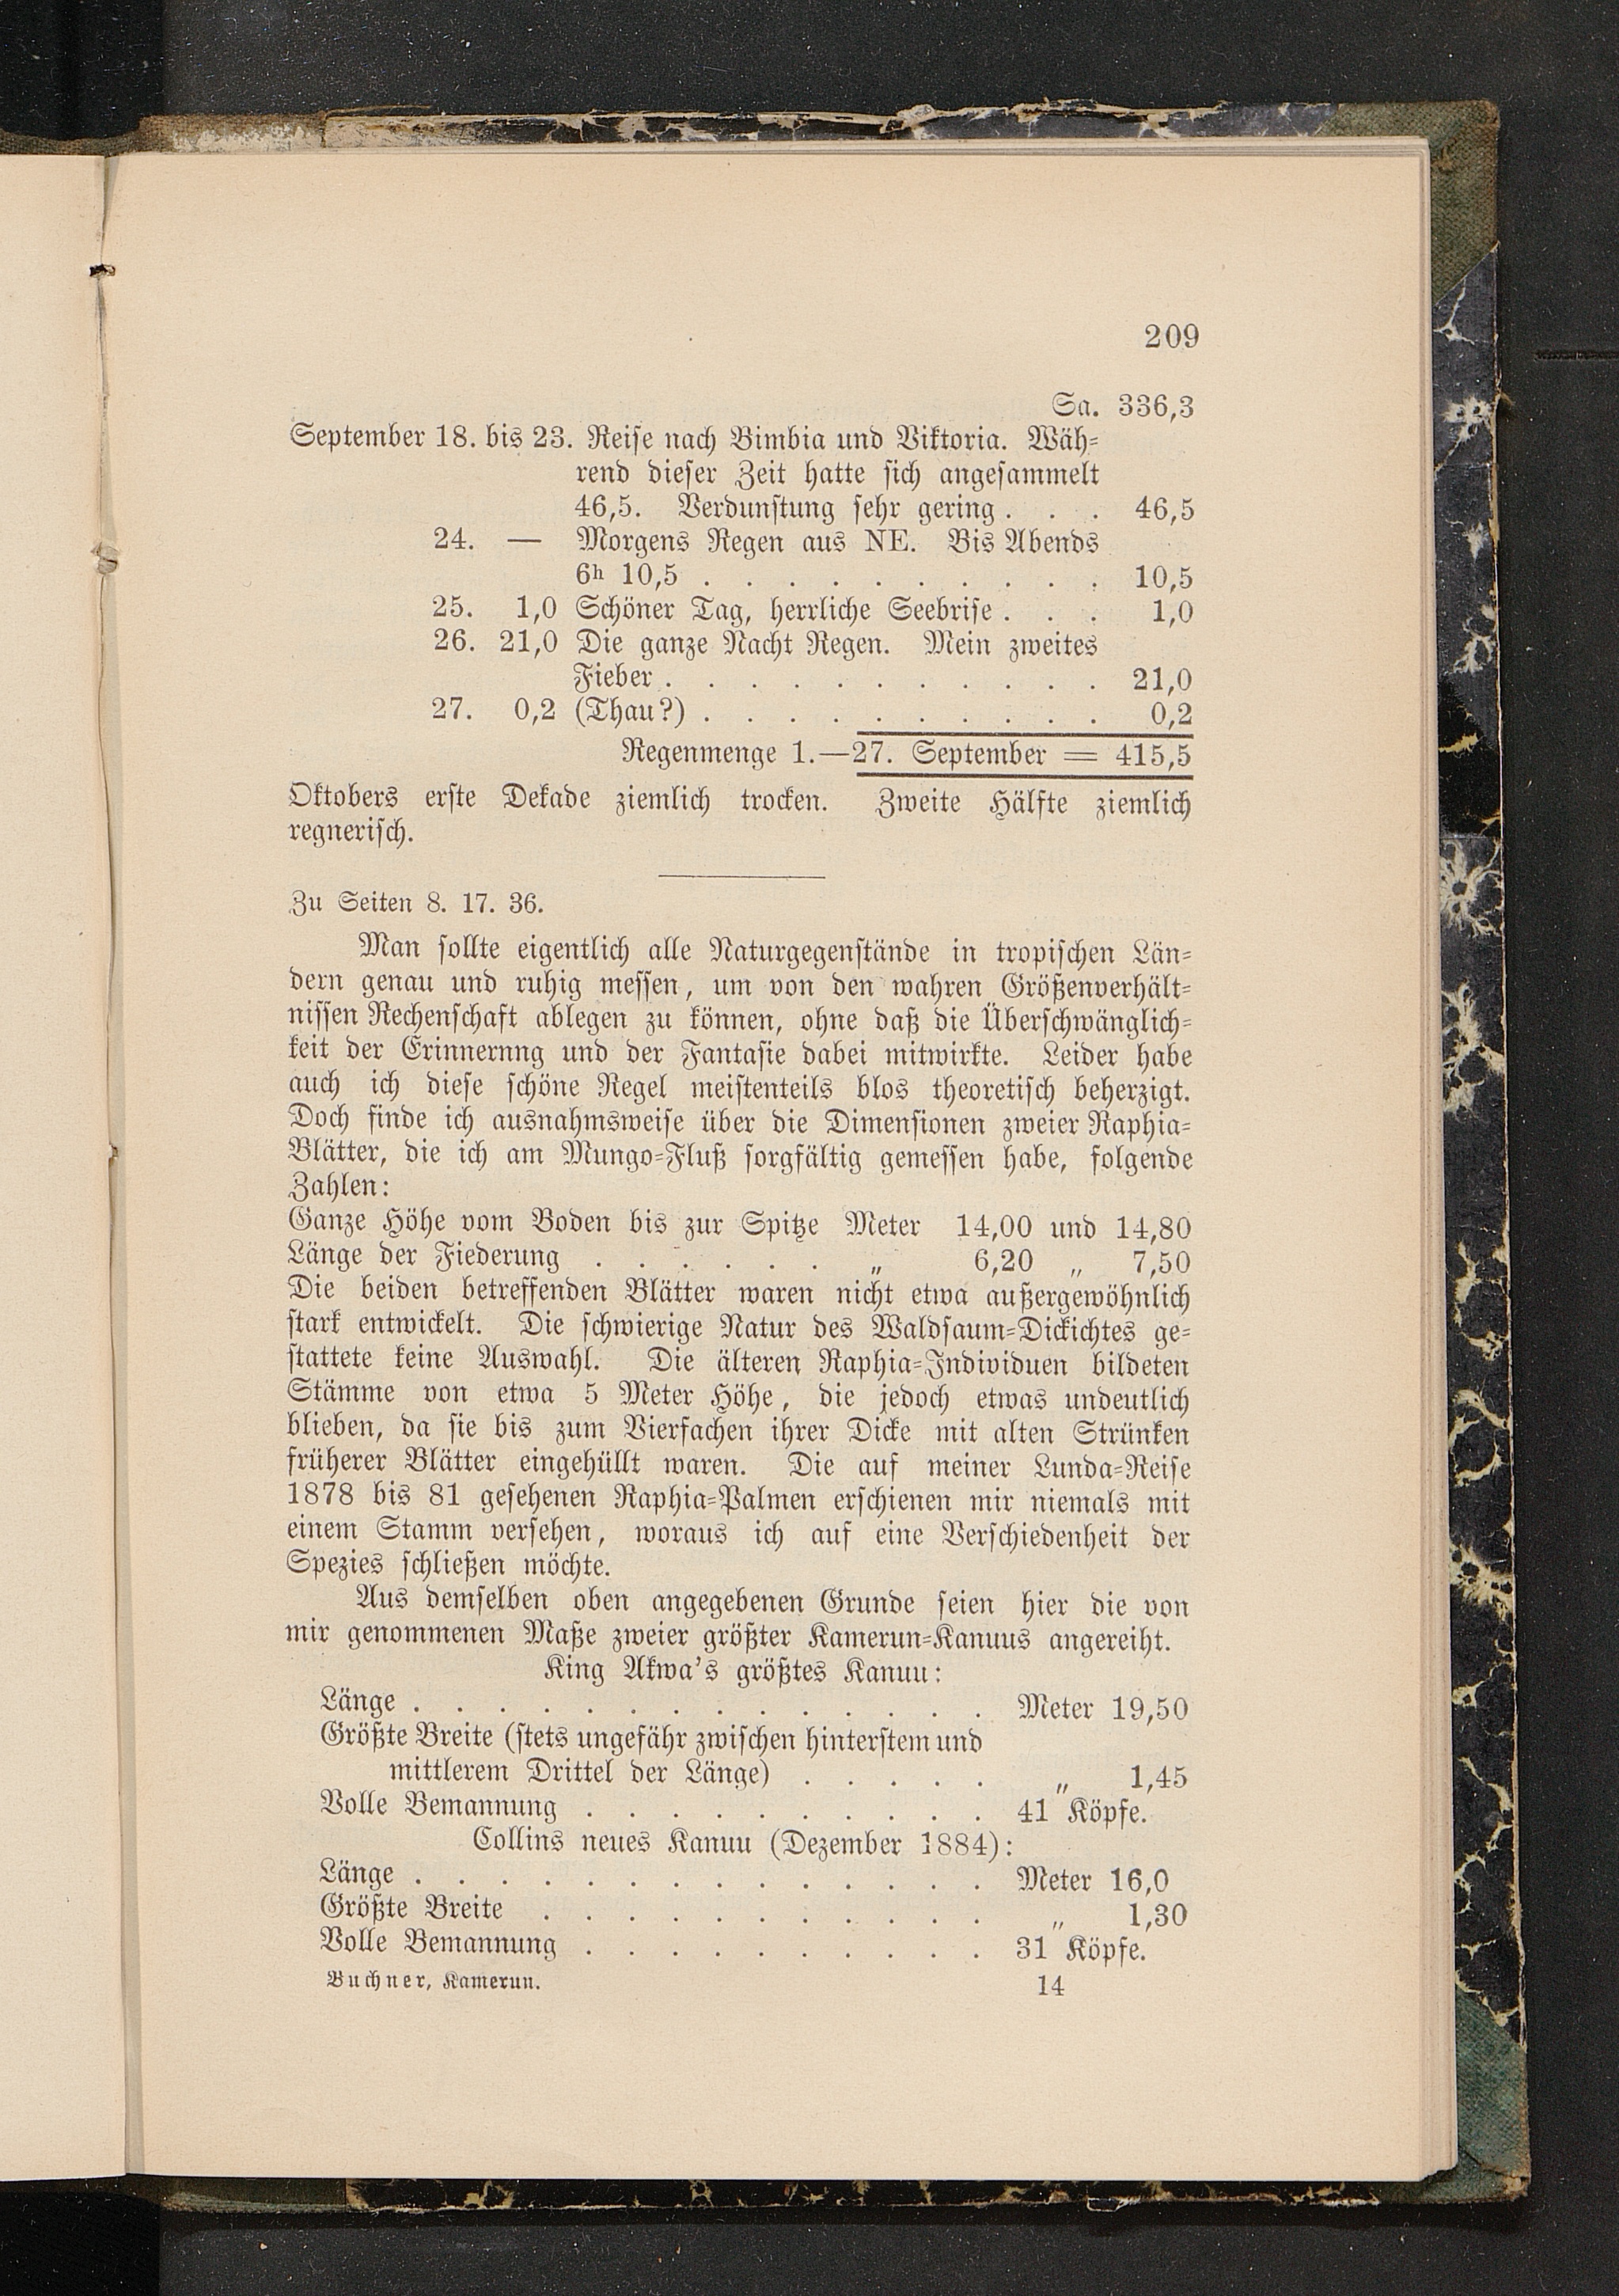 209
Sa. 336,3
September 18. bis 23. Reise nach Bimbia und Viktoria. Wäh-
rend dieser Zeit hatte sich angesammelt
46,5. Verdunstung sehr gering . . . 46,5
24. — Morgens Regen aus NE. Bis Abends
6h 10,5 . . . . . . . . . . 10,5
25. 1,0 Schöner Tag, herrliche Seebrise . . . 1,0
26. 21,0 Die ganze Nacht Regen. Mein zweites
Fieber . . . . . . . . . . . 21,0
27. 0,2 (Thau?) . . . . . . . . . . 0,2
Regenmenge 1.—27. September = 415,5
Oktobers erste Dekade ziemlich trocken. Zweite Hälfte ziemlich
regnerisch.
Zu Seiten 8. 17. 36.
Man sollte eigentlich alle Naturgegenstände in tropischen Län-
dern genau und ruhig messen, um von den wahren Größenverhält-
nissen Rechenschaft ablegen zu können, ohne daß die Überschwänglich-
keit der Erinnernng und der Fantasie dabei mitwirkte. Leider habe
auch ich diese schöne Regel meistenteils blos theoretisch beherzigt.
Doch finde ich ausnahmsweise über die Dimensionen zweier Raphia-
Blätter, die ich am Mungo-Fluß sorgfältig gemessen habe, folgende
Zahlen:
Ganze Höhe vom Boden bis zur Spitze Meter 14,00 und 14,80
Länge der Fiederung . . . . . . „ 6,20 „ 7,50
Die beiden betreffenden Blätter waren nicht etwa außergewöhnlich
stark entwickelt. Die schwierige Natur des Waldsaum-Dickichtes ge-
stattete keine Auswahl. Die älteren Raphia-Individuen bildeten
Stämme von etwa 5 Meter Höhe, die jedoch etwas undeutlich
blieben, da sie bis zum Vierfachen ihrer Dicke mit alten Strünken
früherer Blätter eingehüllt waren. Die auf meiner Lunda-Reise
1878 bis 81 gesehenen Raphia-Palmen erschienen mir niemals mit
einem Stamm versehen, woraus ich auf eine Verschiedenheit der
Spezies schließen möchte.
Aus demselben oben angegebenen Grunde seien hier die von
mir genommenen Maße zweier größter Kamerun-Kanuus angereiht.
King Akwa's größtes Kanuu:
Länge . . . . . . . . . . . . . . Meter 19,50
Größte Breite (stets ungefähr zwischen hinterstem und
mittlerem Drittel der Länge) . . . . . „ 1,45
Volle Bemannung . . . . . . . . . . 41 Köpfe.
Collins neues Kanuu (Dezember 1884):
Länge . . . . . . . . . . . . . . Meter 16,0
Größte Breite . . . . . . . . . . . „ 1,30
Volle Bemannung . . . . . . . . . . 31 Köpfe.
Buchner, Kamerun. 14